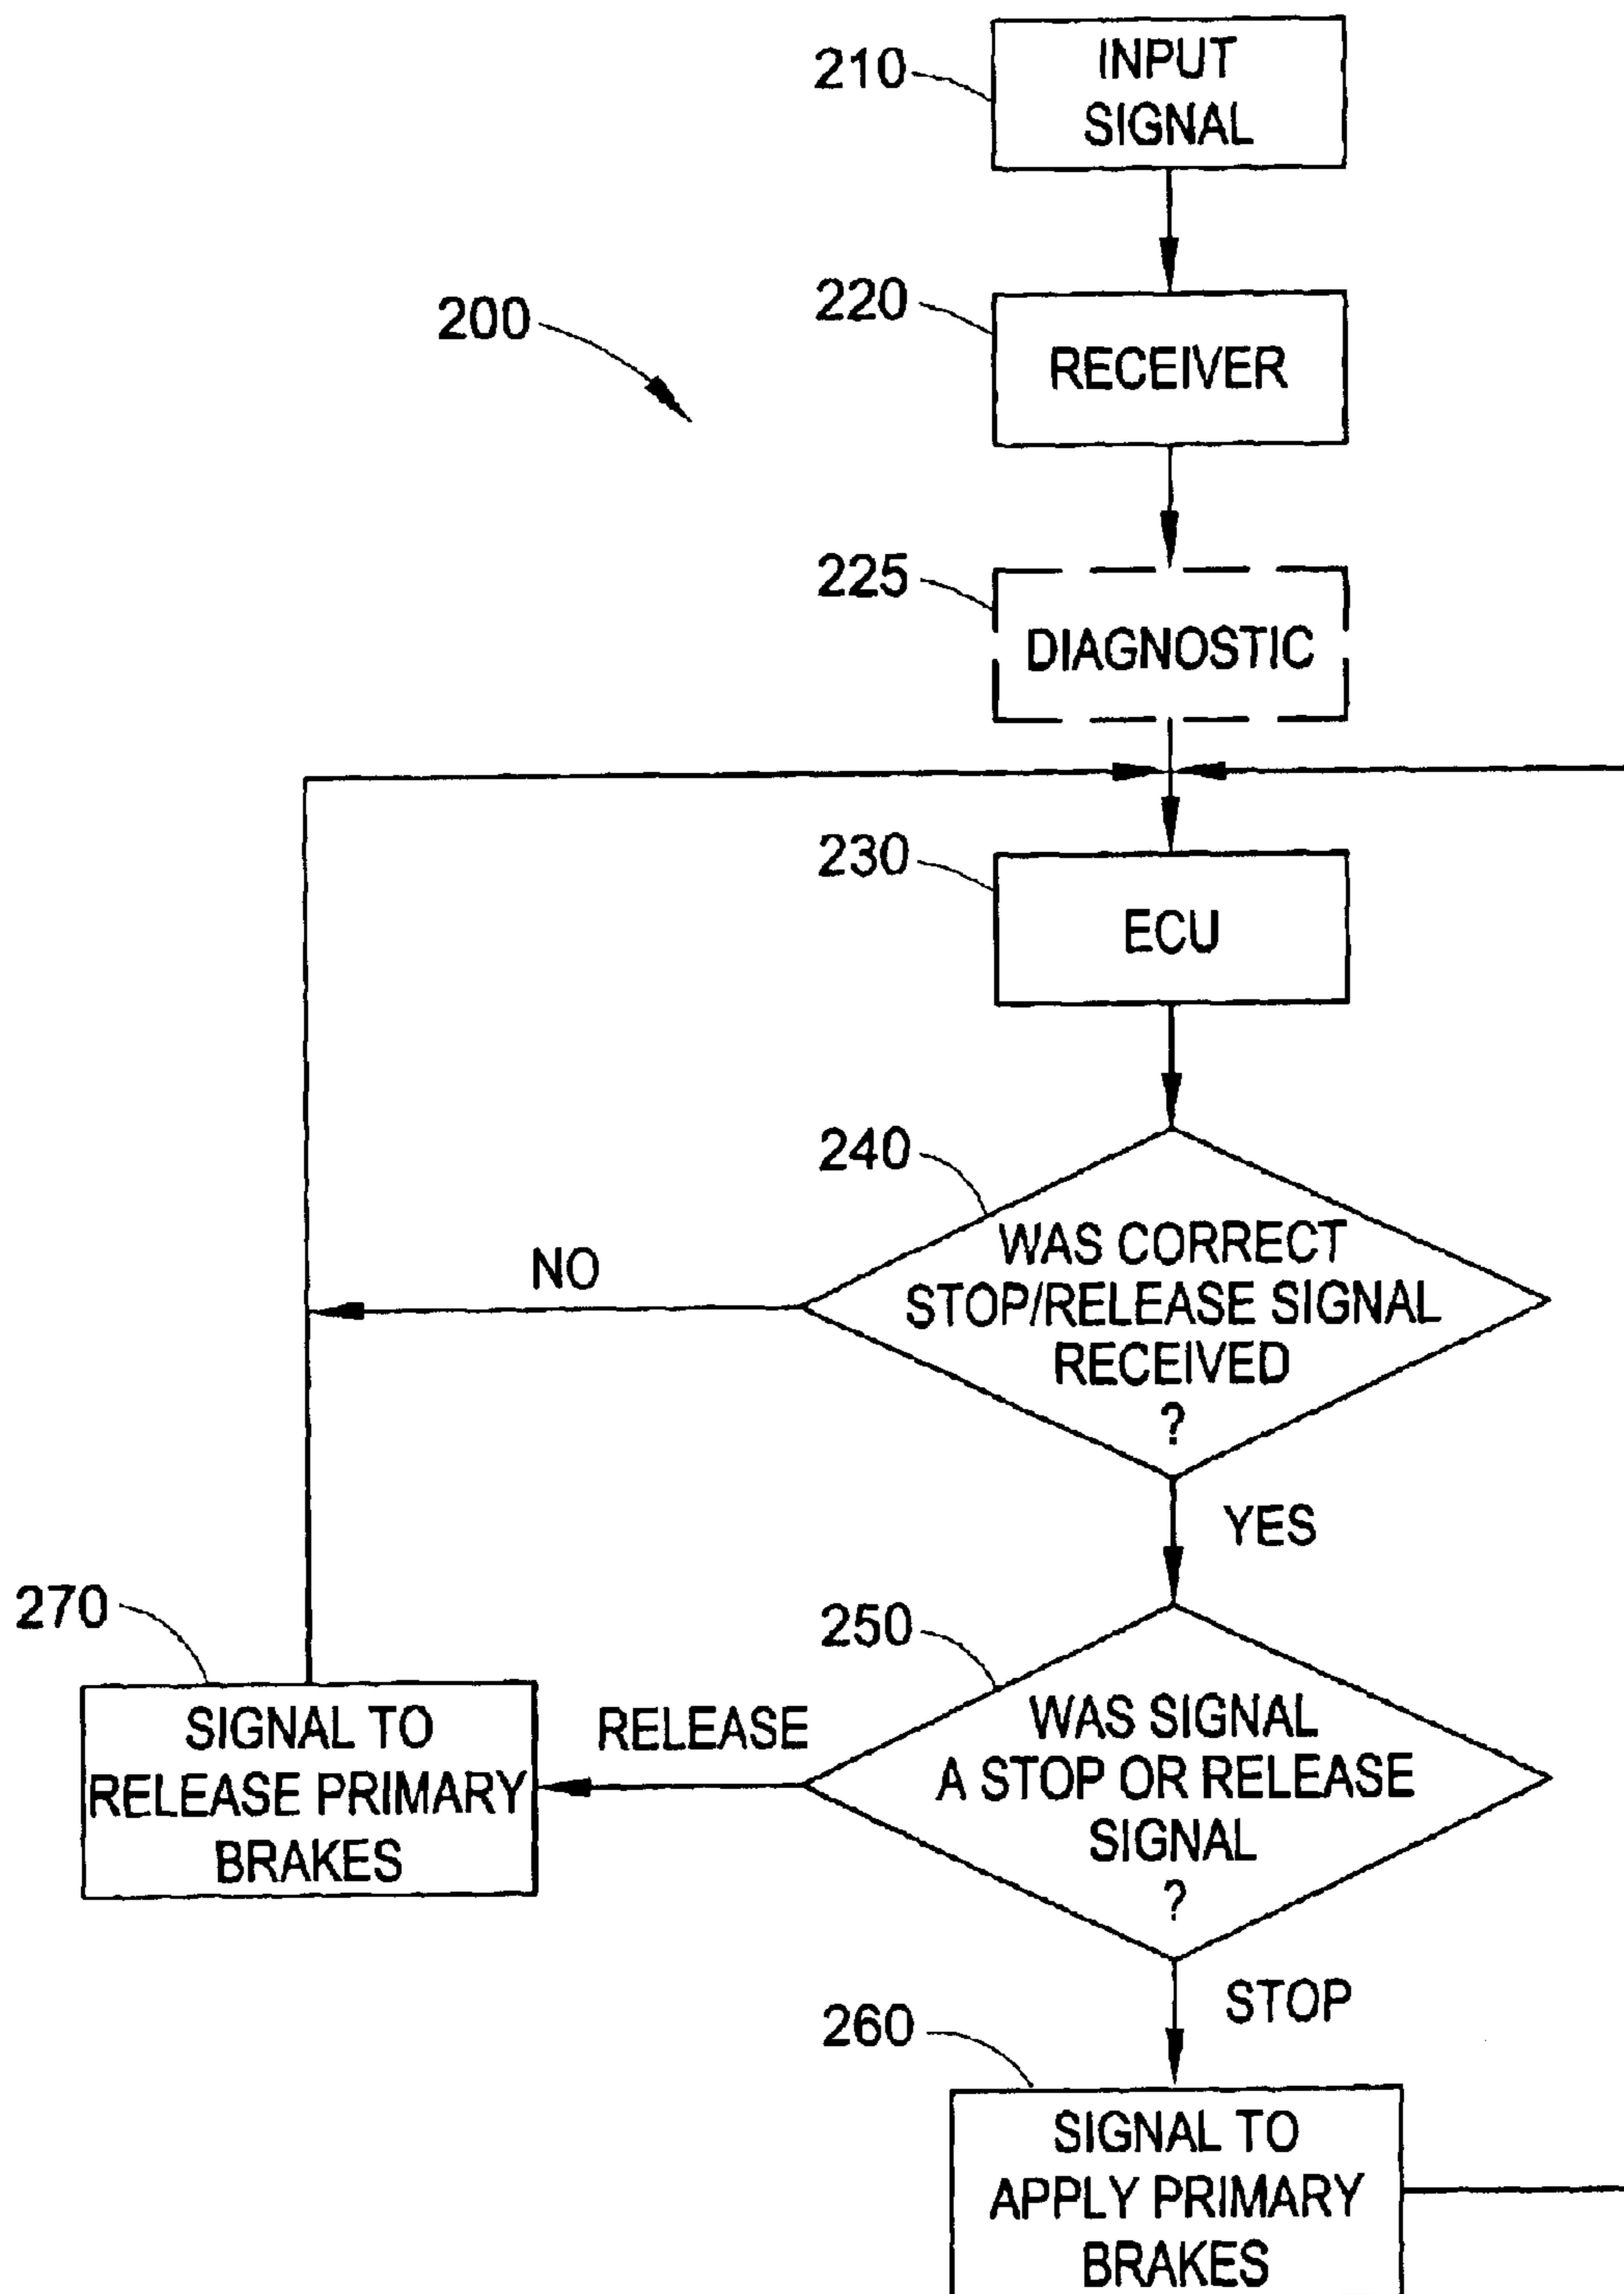 210
INPUT
SIGNAL
200
220
RECEIVER
225
DIAGNOSTIC
230
ECU
240
WAS CORRECT
STOP/RELEASE SIGNAL
RECEIVED
?
NO
YES
270
SIGNAL TO
RELEASE PRIMARY
BRAKES
RELEASE
250
WAS SIGNAL
A STOP OR RELEASE
SIGNAL
?
STOP
260
SIGNAL TO
APPLY PRIMARY
BRAKES